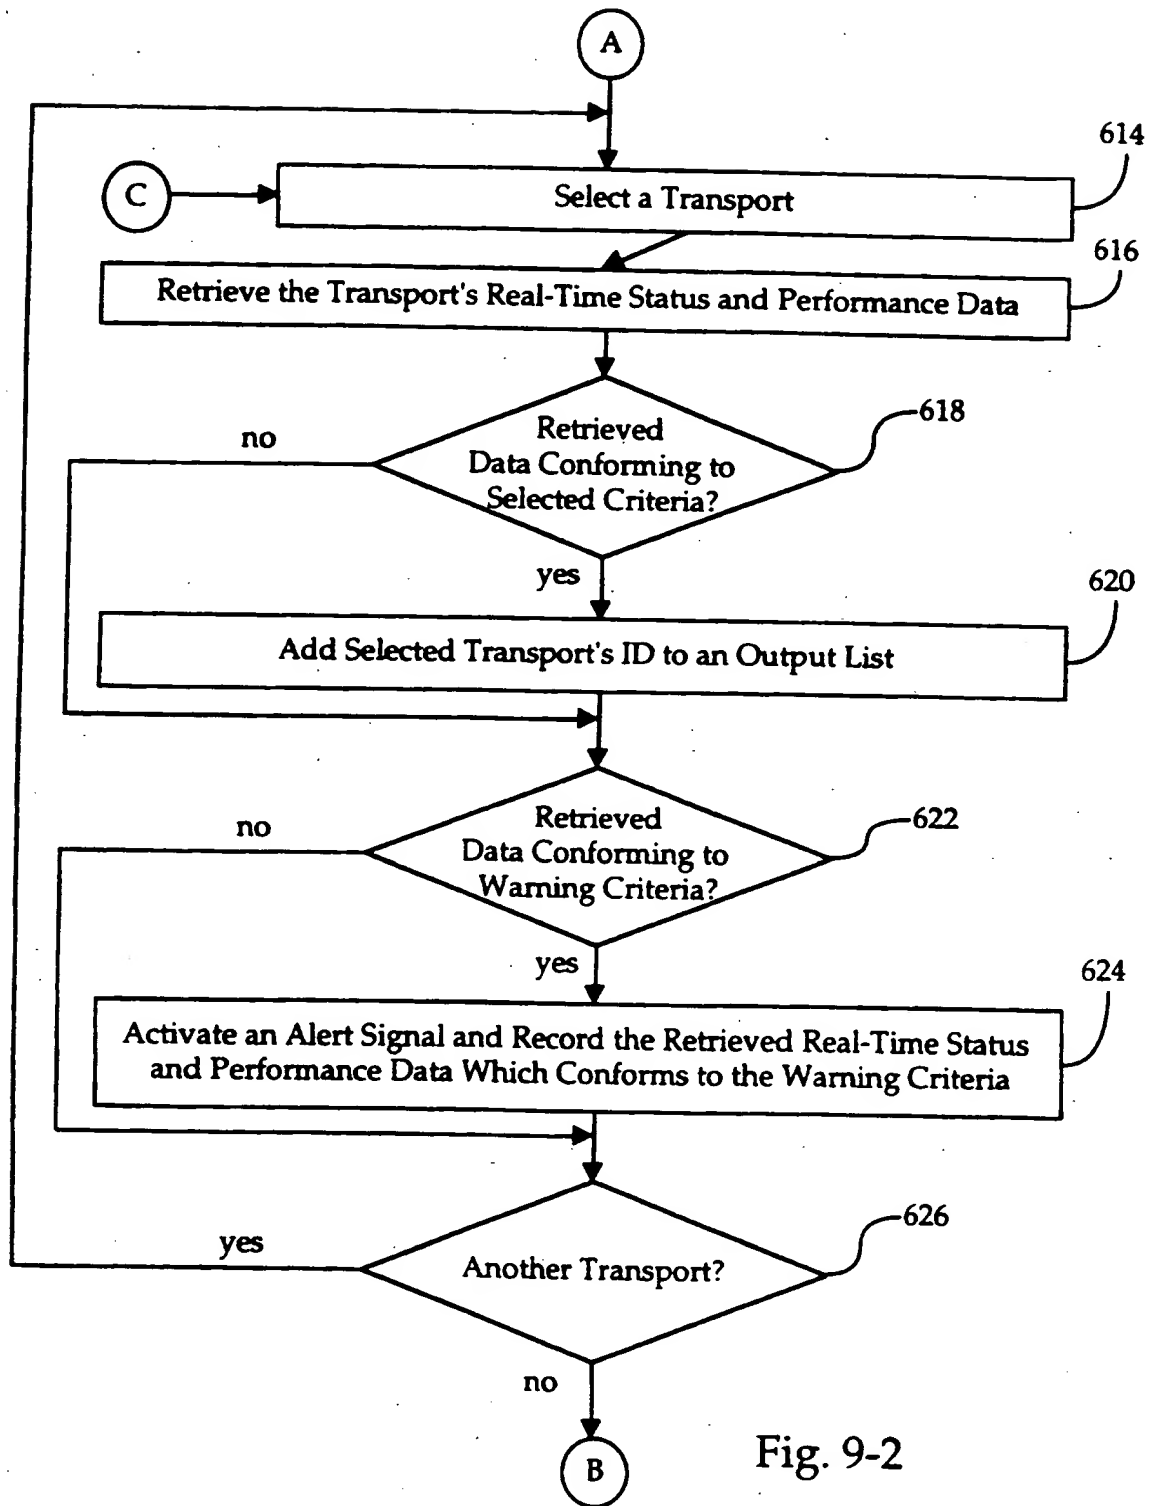 A
614
C
Select a Transport
616
Retrieve the Transport's Real-Time Status and Performance Data
618
no
Retrieved
Data Conforming to
Selected Criteria?
yes
620
Add Selected Transport's ID to an Output List
622
no
Retrieved
Data Conforming to
Warning Criteria?
yes
624
Activate an Alert Signal and Record the Retrieved Real-Time Status
and Performance Data Which Conforms to the Warning Criteria
626
yes
Another Transport?
no
B
Fig. 9-2